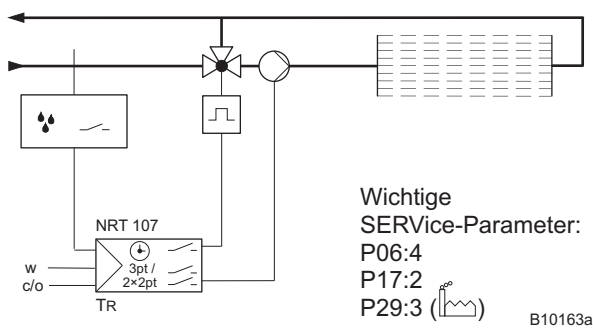 NRT 107
3pt /
2×2pt
w
c/o
TR
Wichtige
SERVice-Parameter:
P06:4
P17:2
P29:3 ( )
B10163a